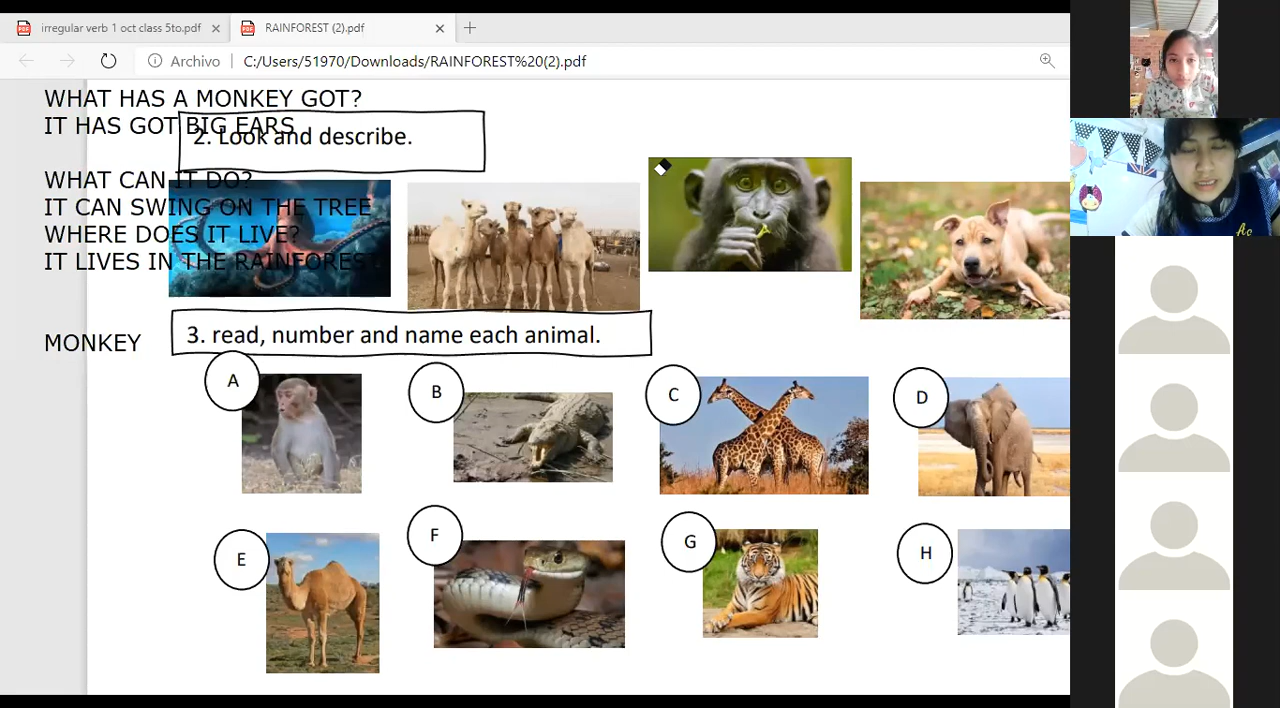 irregular verb 1 oct class 5to.pdf
RAINFOREST (2).pdf
Archivo
C:/Users/51970/Downloads/RAINFOREST%20(2).pdf
WHAT HAS A MONKEY GOT?
IT HAS GOT BIG EARS
2. Look and describe.
WHAT CAN IT DO?
IT CAN SWING ON THE TREE
WHERE DOES IT LIVE?
IT LIVES IN THE RAINFOREST
MONKEY
3. read, number and name each animal.
A
B
C
D
E
F
G
H